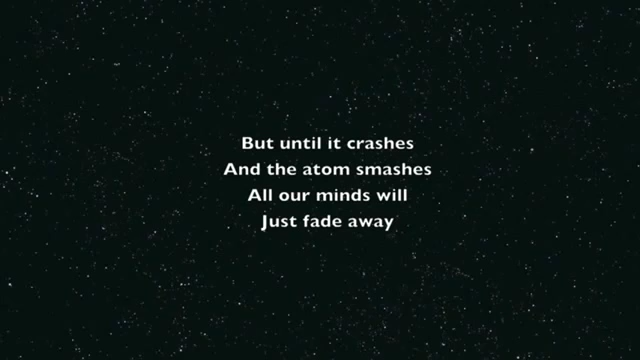 But until it crashes
And the atom smashes
All our minds will
Just fade away